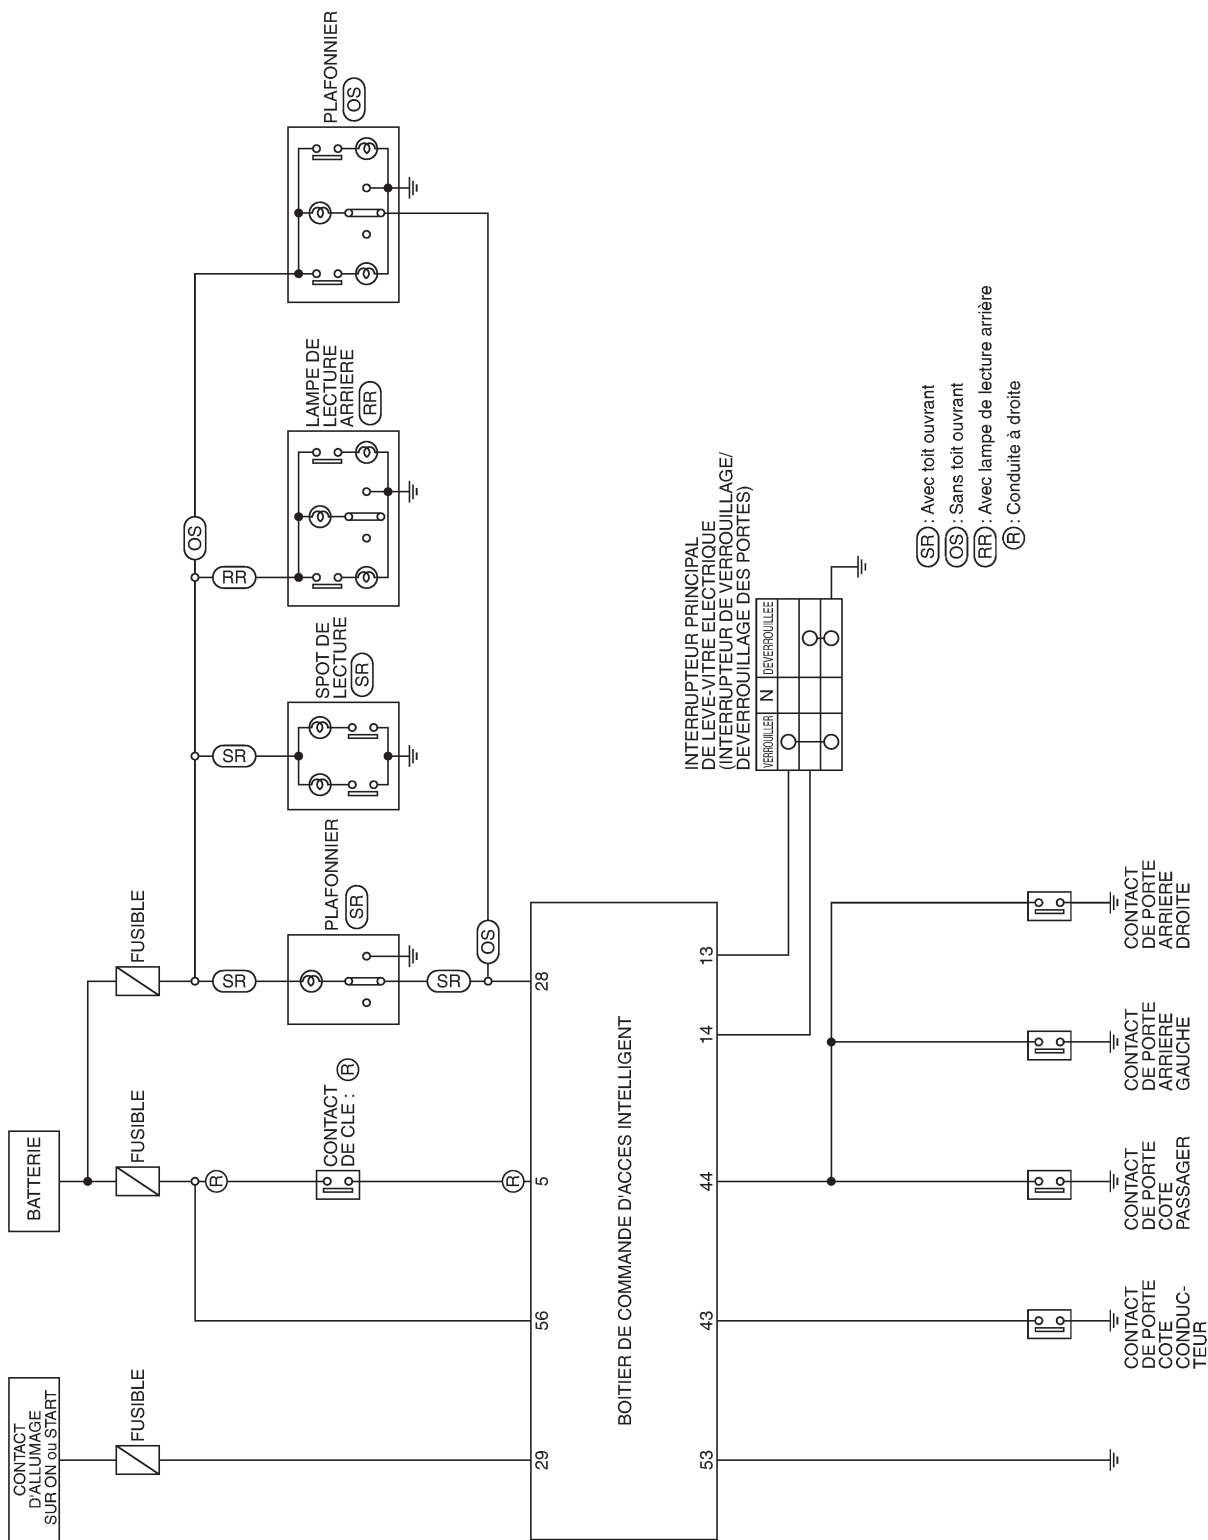 CONTACT
D'ALLUMAGE
SUR ON ou START
FUSIBLE
BATTERIE
FUSIBLE
FUSIBLE
R
CONTACT
DE CLE : R
R
SR
PLAFONNIER
SR
SR
OS
SR
SPOT DE
LECTURE
SR
RR
LAMPE DE
LECTURE
ARRIERE
RR
OS
PLAFONNIER
OS
29
56
5
28
BOITIER DE COMMANDE D'ACCES INTELLIGENT
53
43
44
14
13
INTERRUPTEUR PRINCIPAL
DE LEVE-VITRE ELECTRIQUE
(INTERRUPTEUR DE VERROUILLAGE/
DEVERROUILLAGE DES PORTES)
VERROUILLER
N
DEVERROUILLEE
CONTACT
DE PORTE
COTE
CONDUC-
TEUR
CONTACT
DE PORTE
COTE
PASSAGER
CONTACT
DE PORTE
ARRIERE
GAUCHE
CONTACT
DE PORTE
ARRIERE
DROITE
SR : Avec toit ouvrant
OS : Sans toit ouvrant
RR : Avec lampe de lecture arrière
R : Conduite à droite